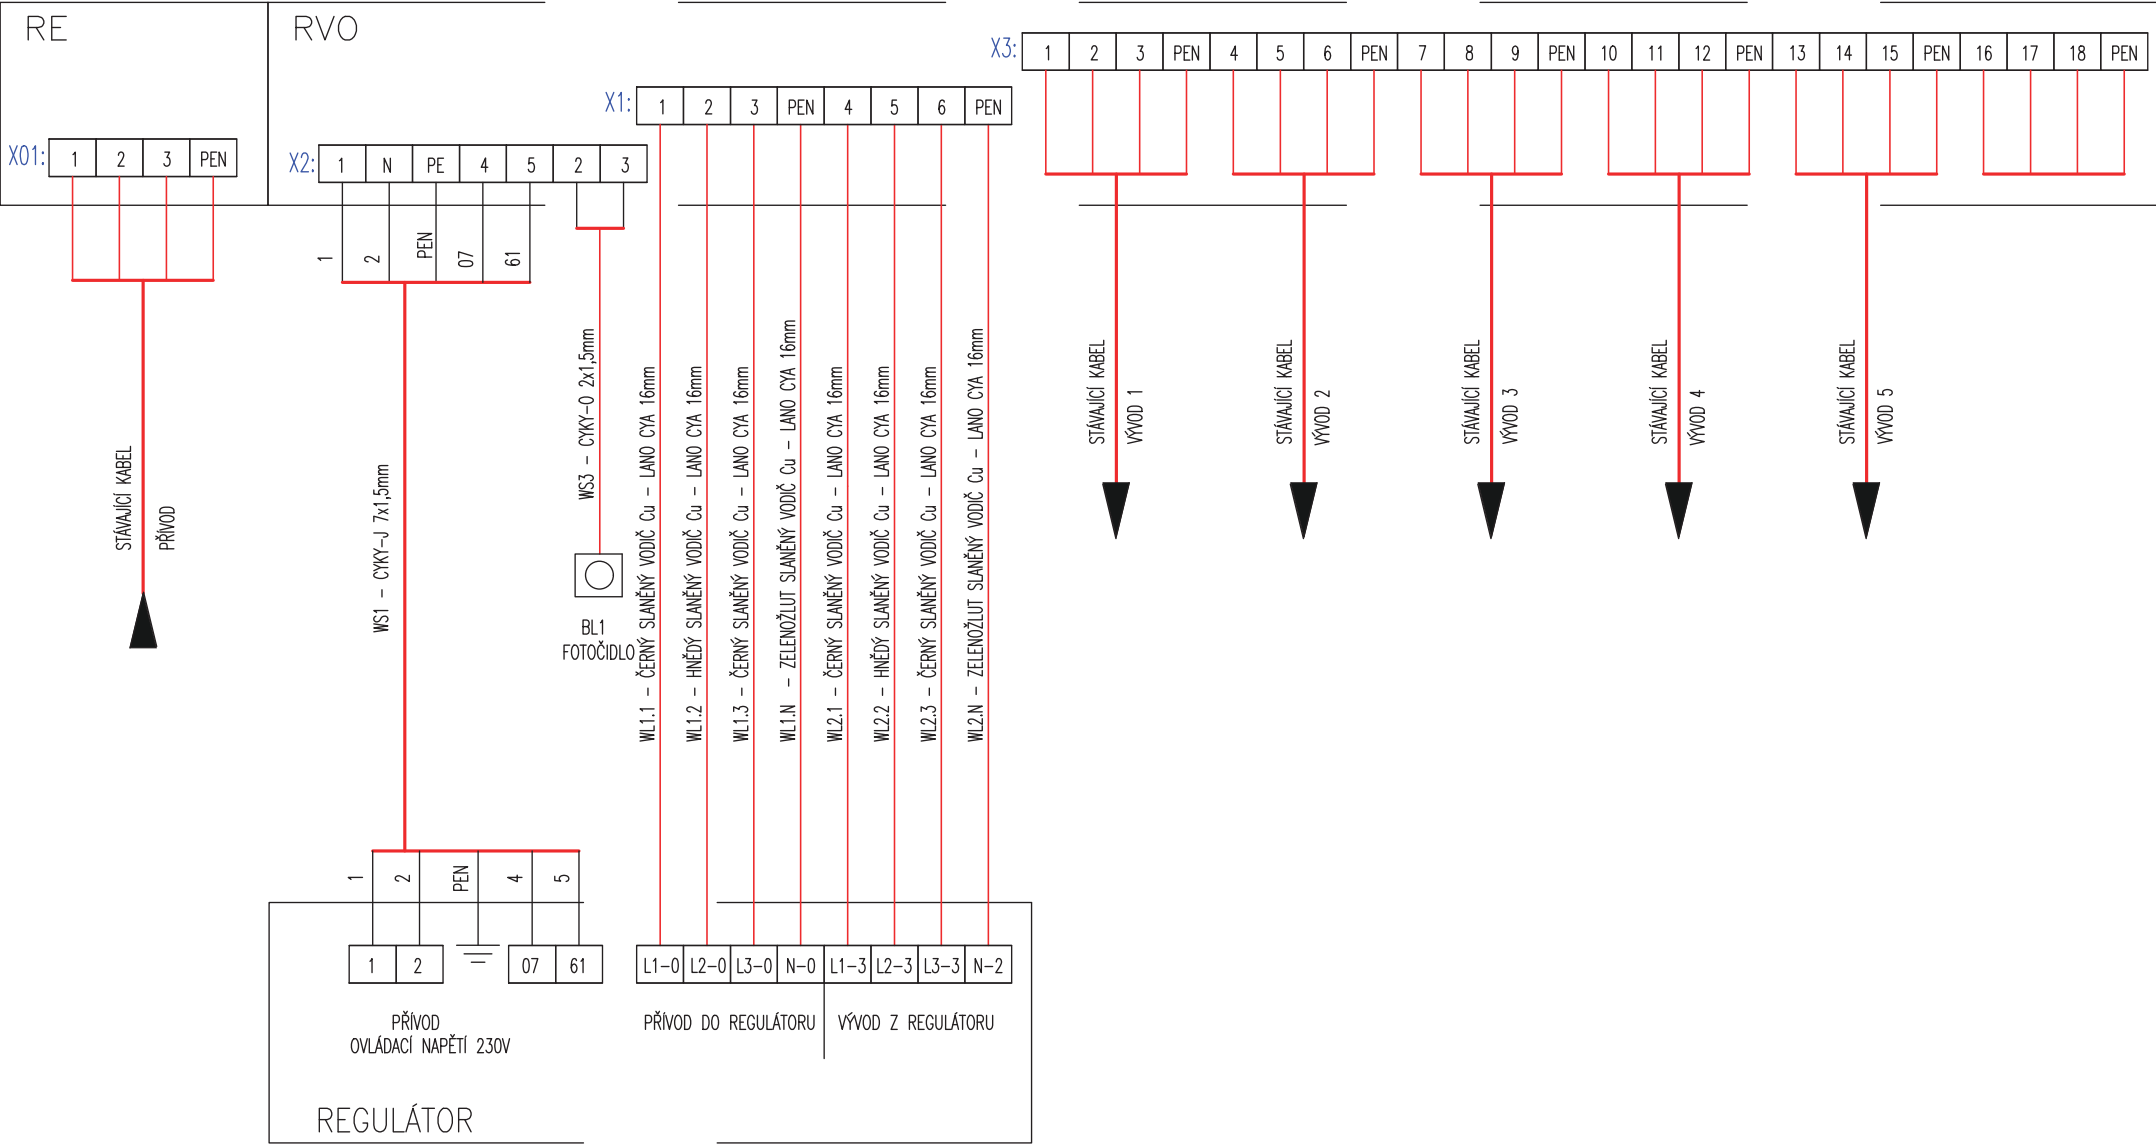 RE
RVO
X3: 1 2 3 PEN 4 5 6 PEN 7 8 9 PEN 10 11 12 PEN 13 14 15 PEN 16 17 18 PEN
X1: 1 2 3 PEN 4 5 6 PEN
X01: 1 2 3 PEN
X2: 1 N PE 4 5 2 3
1 2 PEN 07 61
STÁVAJÍCÍ KABEL
PŘÍVOD
WS1 - CYKY-J 7x1,5mm
WS3 - CYKY-O 2x1,5mm
BL1
FOTOČIDLO
WL1.1 - ČERNÝ SLANĚNÝ VODIČ Cu - LANO CYA 16mm
WL1.2 - HNĚDÝ SLANĚNÝ VODIČ Cu - LANO CYA 16mm
WL1.3 - ČERNÝ SLANĚNÝ VODIČ Cu - LANO CYA 16mm
WL1.N - ZELENOŽLUT SLANĚNÝ VODIČ Cu - LANO CYA 16mm
WL2.1 - ČERNÝ SLANĚNÝ VODIČ Cu - LANO CYA 16mm
WL2.2 - HNĚDÝ SLANĚNÝ VODIČ Cu - LANO CYA 16mm
WL2.3 - ČERNÝ SLANĚNÝ VODIČ Cu - LANO CYA 16mm
WL2.N - ZELENOŽLUT SLANĚNÝ VODIČ Cu - LANO CYA 16mm
STÁVAJÍCÍ KABEL
VÝVOD 1
STÁVAJÍCÍ KABEL
VÝVOD 2
STÁVAJÍCÍ KABEL
VÝVOD 3
STÁVAJÍCÍ KABEL
VÝVOD 4
STÁVAJÍCÍ KABEL
VÝVOD 5
1 2 PEN 4 5
1 2 07 61
L1-0 L2-0 L3-0 N-0 L1-3 L2-3 L3-3 N-2
PŘÍVOD
OVLÁDACÍ NAPĚTÍ 230V
PŘÍVOD DO REGULÁTORU
VÝVOD Z REGULÁTORU
REGULÁTOR